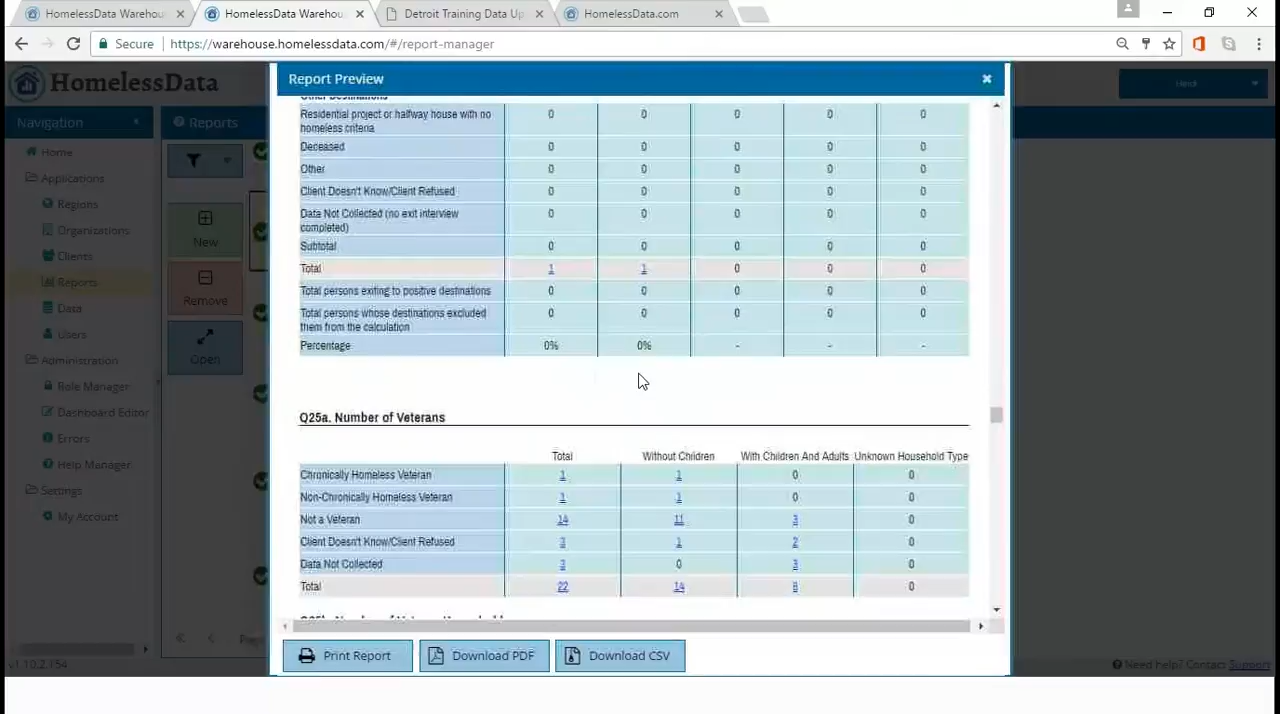 HomelessData Warehou
HomelessData Warehou
Detroit Training Data Up
HomelessData.com
Secure
https://warehouse.homelessdata.com/#/report-manager
HomelessData
Heidi
Navigation
Home
Applications
Regions
Organizations
Clients
Reports
Data
Users
Administration
Role Manager
Dashboard Editor
Errors
Help Manager
Settings
My Account
v1.10.2.154
Reports
New
Remove
Open
Report Preview
Other Destinations
Residential project or halfway house with no homeless criteria 0 0 0 0 0
Deceased 0 0 0 0 0
Other 0 0 0 0 0
Client Doesn't Know/Client Refused 0 0 0 0 0
Data Not Collected (no exit interview completed) 0 0 0 0 0
Subtotal 0 0 0 0 0
Total 1 1 0 0 0
Total persons exiting to positive destinations 0 0 0 0 0
Total persons whose destinations excluded them from the calculation 0 0 0 0 0
Percentage 0% 0% - - -
Q25a. Number of Veterans
Total Without Children With Children And Adults Unknown Household Type
Chronically Homeless Veteran 1 1 0 0
Non-Chronically Homeless Veteran 1 1 0 0
Not a Veteran 14 11 3 0
Client Doesn't Know/Client Refused 3 1 2 0
Data Not Collected 3 0 3 0
Total 22 14 8 0
Print Report
Download PDF
Download CSV
Need help? Contact Support